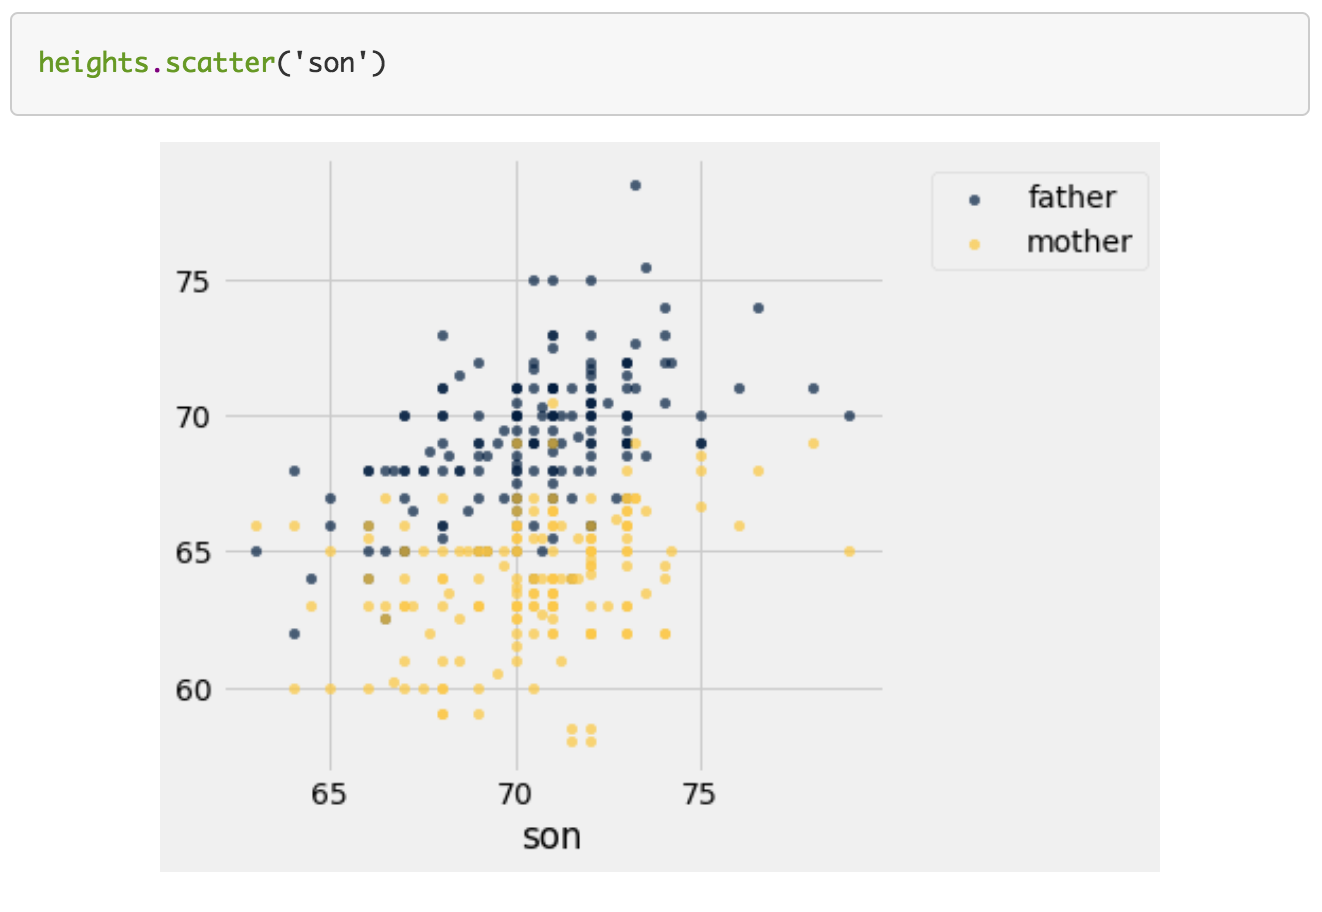 heights.scatter('son')
father
mother
75
70
65
60
65 70 75
son